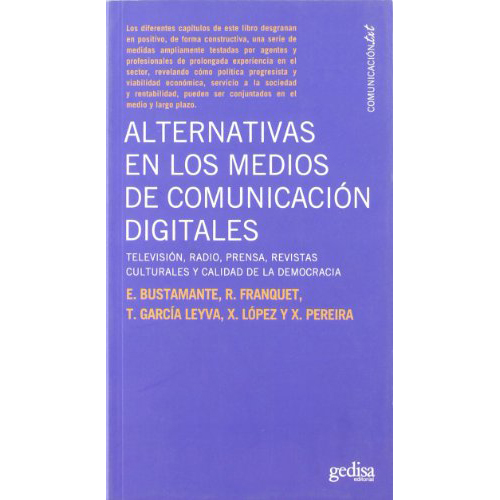 Los diferentes capítulos de este libro desgranan
en positivo, de forma constructiva, una serie de
medidas ampliamente testadas por agentes y
profesionales de prolongada experiencia en el
sector, revelando cómo política progresista y
viabilidad económica, servicio a la sociedad
y rentabilidad, pueden ser conjuntados en el
medio y largo plazo.
COMUNICACIÓN txt
ALTERNATIVAS
EN LOS MEDIOS
DE COMUNICACIÓN
DIGITALES
TELEVISIÓN, RADIO, PRENSA, REVISTAS
CULTURALES Y CALIDAD DE LA DEMOCRACIA
E. BUSTAMANTE, R. FRANQUET,
T. GARCÍA LEYVA, X. LÓPEZ Y X. PEREIRA
gedisa
editorial